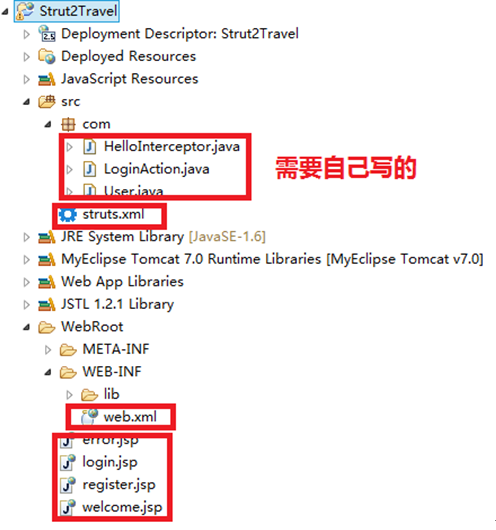 Strut2Travel
Deployment Descriptor: Strut2Travel
Deployed Resources
JavaScript Resources
src
com
HelloInterceptor.java
LoginAction.java
需要自己写的
User.java
struts.xml
JRE System Library [JavaSE-1.6]
MyEclipse Tomcat 7.0 Runtime Libraries [MyEclipse Tomcat v7.0]
Web App Libraries
JSTL 1.2.1 Library
WebRoot
META-INF
WEB-INF
lib
web.xml
error.jsp
login.jsp
register.jsp
welcome.jsp